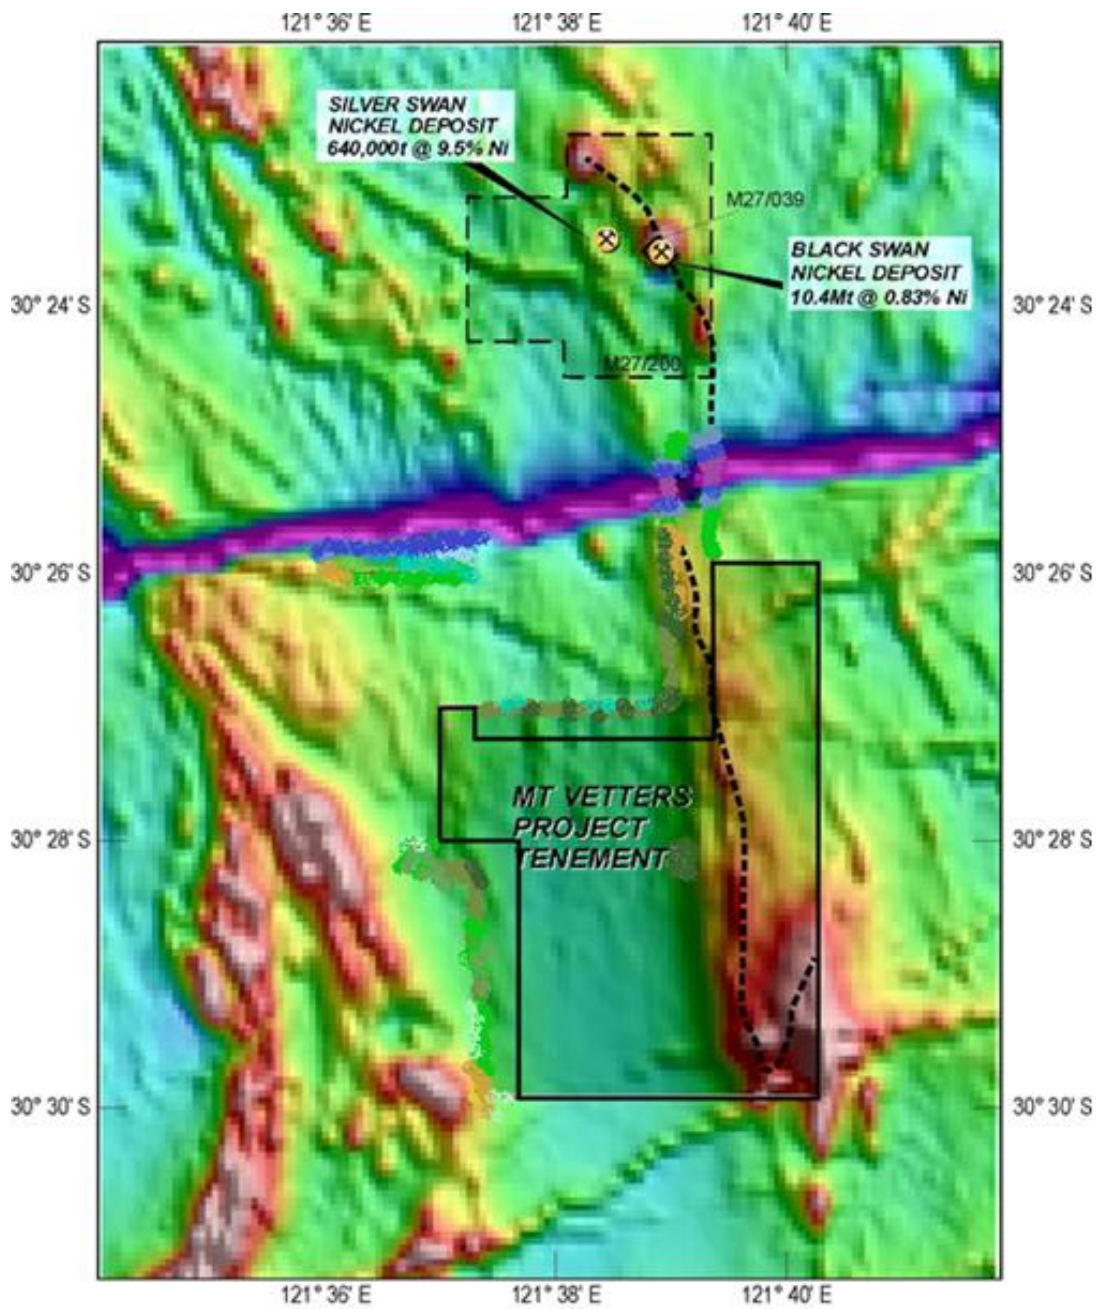 121° 36' E
121° 38' E
121° 40' E
SILVER SWAN
NICKEL DEPOSIT
640,000t @ 9.5% Ni
M27/039
BLACK SWAN
NICKEL DEPOSIT
10.4Mt @ 0.83% Ni
30° 24' S
30° 24' S
M27/200
30° 26' S
30° 26' S
MT VETTERS
PROJECT
TENEMENT
30° 28' S
30° 28' S
30° 30' S
30° 30' S
121° 36' E
121° 38' E
121° 40' E